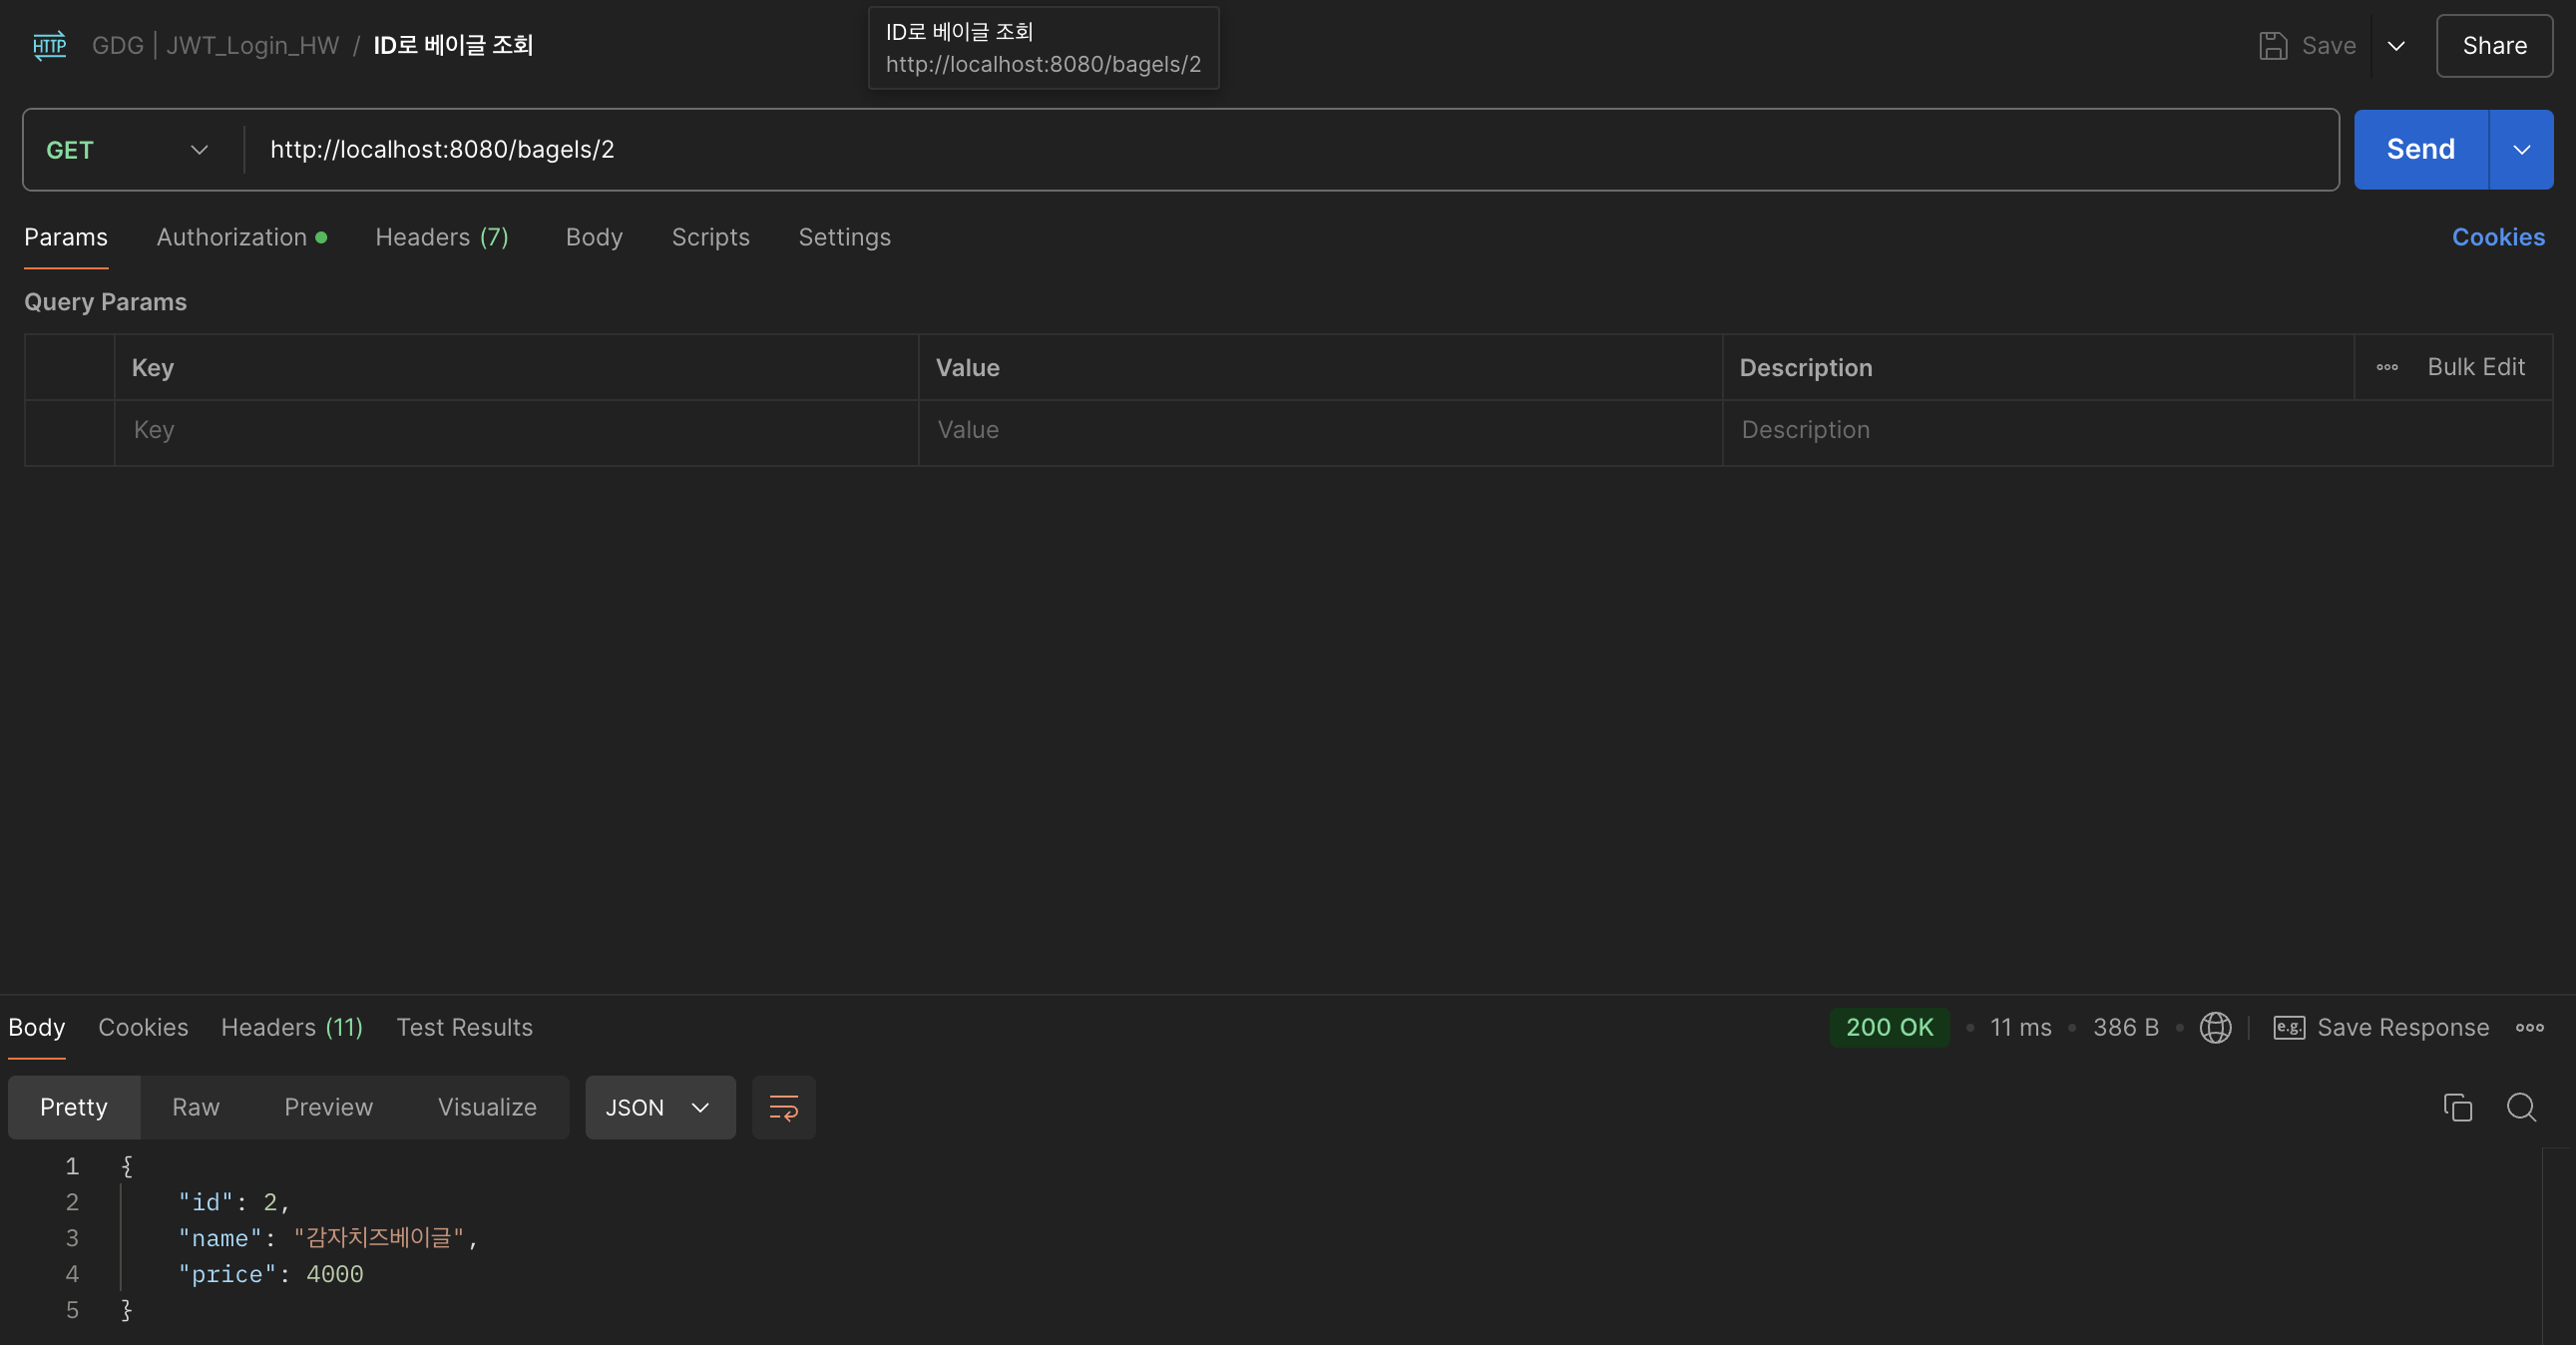 HTTP GDG | JWT_Login_HW / ID로 베이글 조회
ID로 베이글 조회
http://localhost:8080/bagels/2
Save
Share
GET http://localhost:8080/bagels/2
Send
Params Authorization Headers (7) Body Scripts Settings
Cookies
Query Params
Key Value Description Bulk Edit
Key Value Description
Body Cookies Headers (11) Test Results
200 OK • 11 ms • 386 B • e.g. Save Response
Pretty Raw Preview Visualize JSON
1 {
2 "id": 2,
3 "name": "감자치즈베이글",
4 "price": 4000
5 }